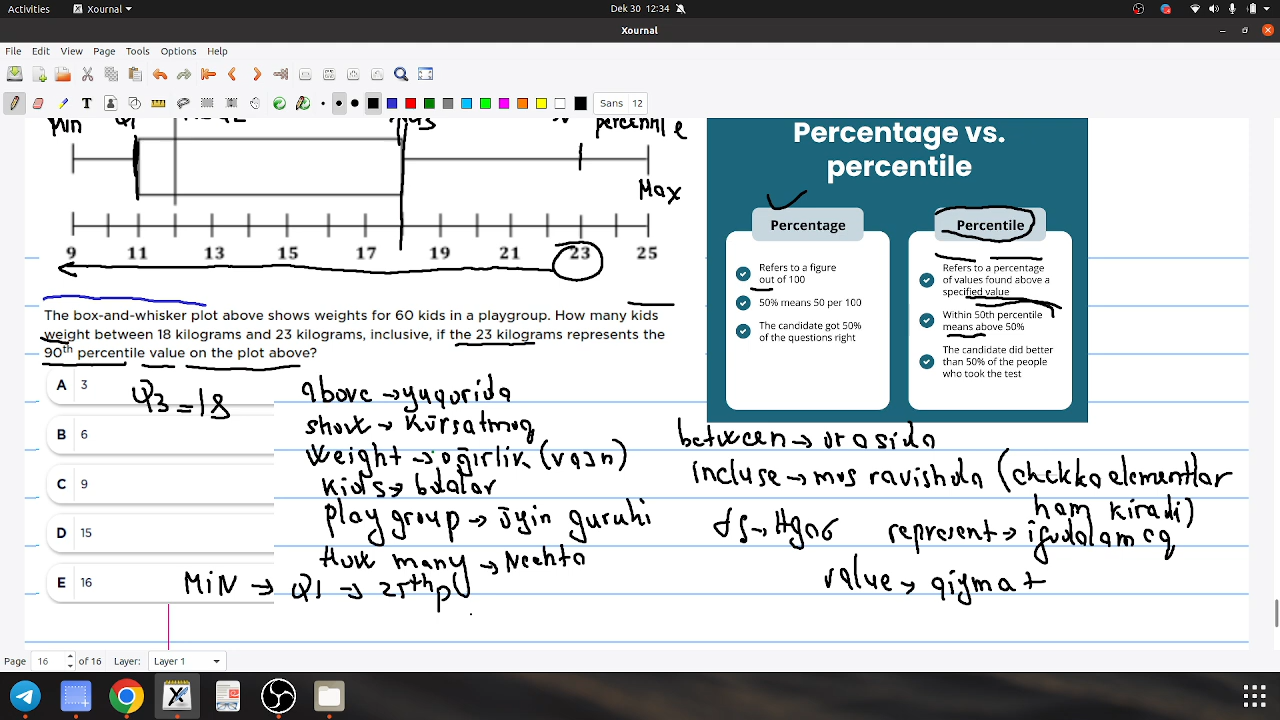 Activities
Xournal
Dek 30 12:34
Xournal
File Edit View Page Tools Options Help
Sans 12
Min Q1
percentile
Max
9 11 13 15 17 19 21 23 25
The box-and-whisker plot above shows weights for 60 kids in a playgroup. How many kids
weight between 18 kilograms and 23 kilograms, inclusive, if the 23 kilograms represents the
90th percentile value on the plot above?
A 3
B 6
C 9
D 15
E 16
Q3 = 18
above → yuqorida
show → kūrsatmoq
weight → oğirlik (vazn)
kids → bolalar
play group → ūyin guruhi
How many → Nechta
MiN → Q1 → 25th p
Percentage vs.
percentile
Percentage
Refers to a figure
out of 100
50% means 50 per 100
The candidate got 50%
of the questions right
Percentile
Refers to a percentage
of values found above a
specified value
Within 50th percentile
means above 50%
The candidate did better
than 50% of the people
who took the test
between → orasida
incluse → mos ravishda (chekka elementlar
ham kiradi)
if → Agar
represent → ifodalamoq
value → qiymat
Page 16 of 16 Layer: Layer 1